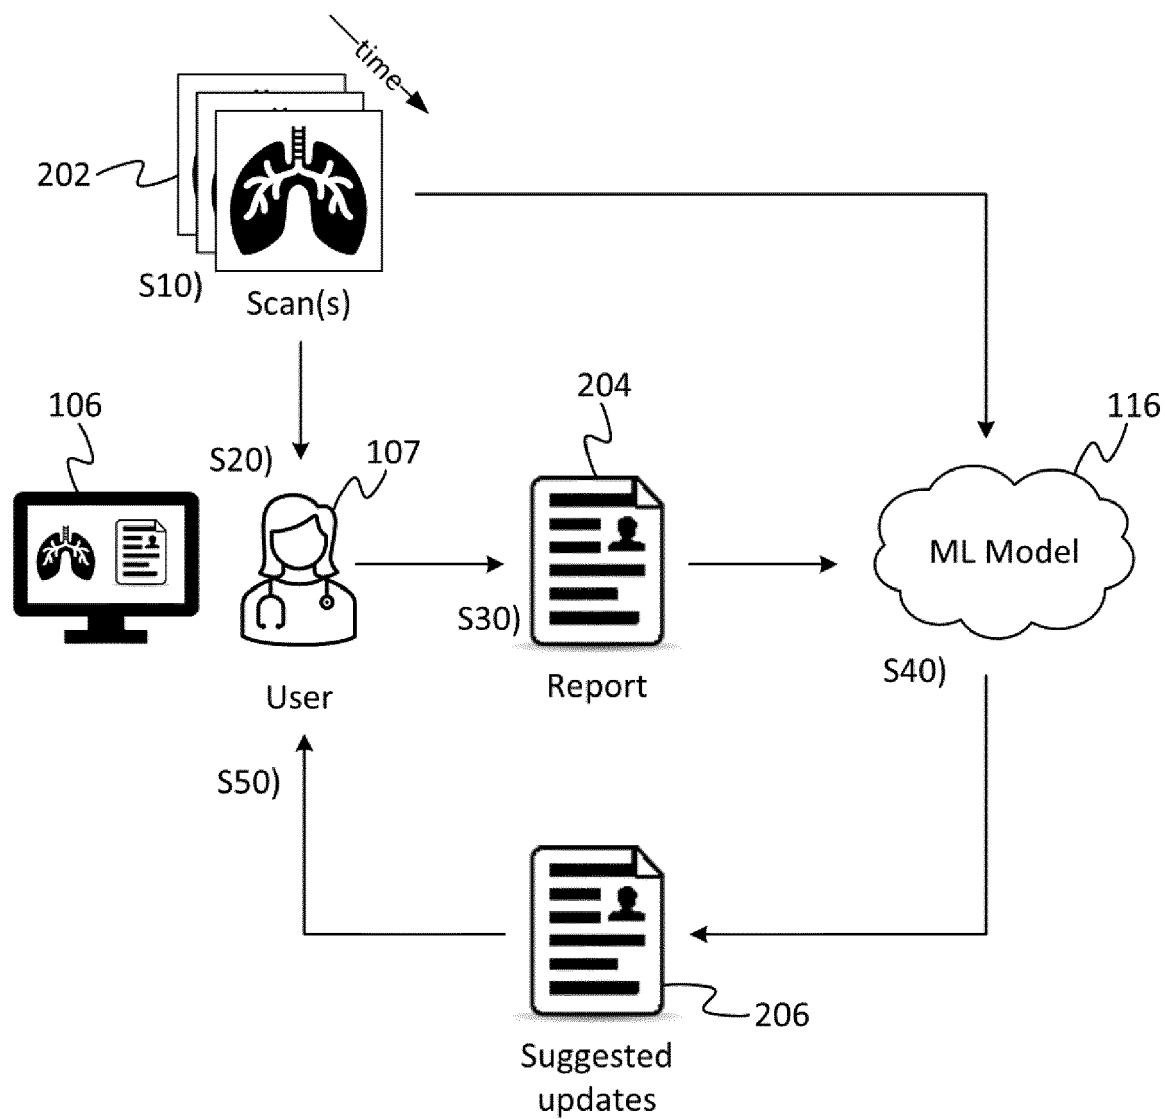 time
202
S10)
Scan(s)
204
106
116
107
S20)
ML Model
S30)
S40)
Report
User
S50)
206
Suggested
updates